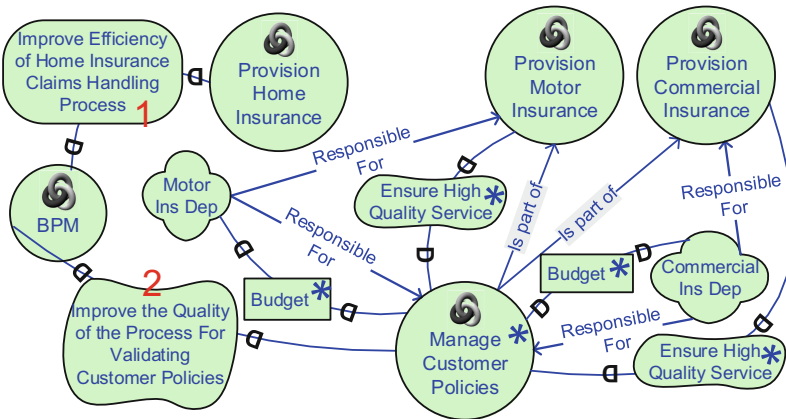 Improve Efficiency
of Home Insurance
Claims Handling
Process
1
D
Provision
Home
Insurance
Provision
Motor
Insurance
Provision
Commercial
Insurance
D
BPM
Motor
Ins Dep
Responsible
For
D
Ensure High *
Quality Service
Is part of
Is part of
Responsible
For
Responsible
For
D
D
D
Budget *
D
Budget *
D
D
Commercial
Ins Dep
D
2
Improve the Quality
of the Process For
Validating
Customer Policies
D
Manage *
Customer
Policies
Responsible
For
D
Ensure High *
Quality Service
D